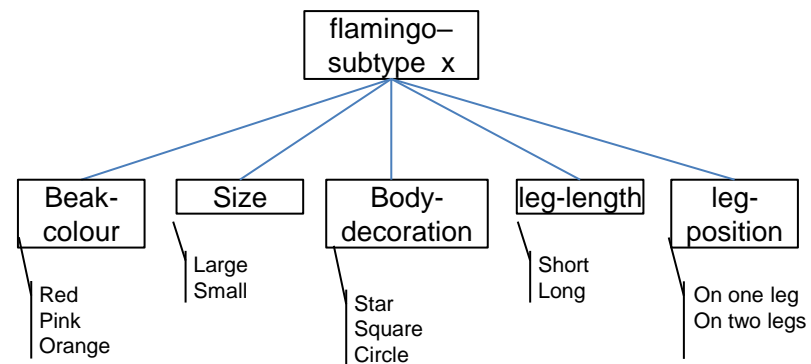 flamingo–
subtype x
Beak-
colour
Size
Body-
decoration
leg-length
leg-
position
Red
Pink
Orange
Large
Small
Star
Square
Circle
Short
Long
On one leg
On two legs